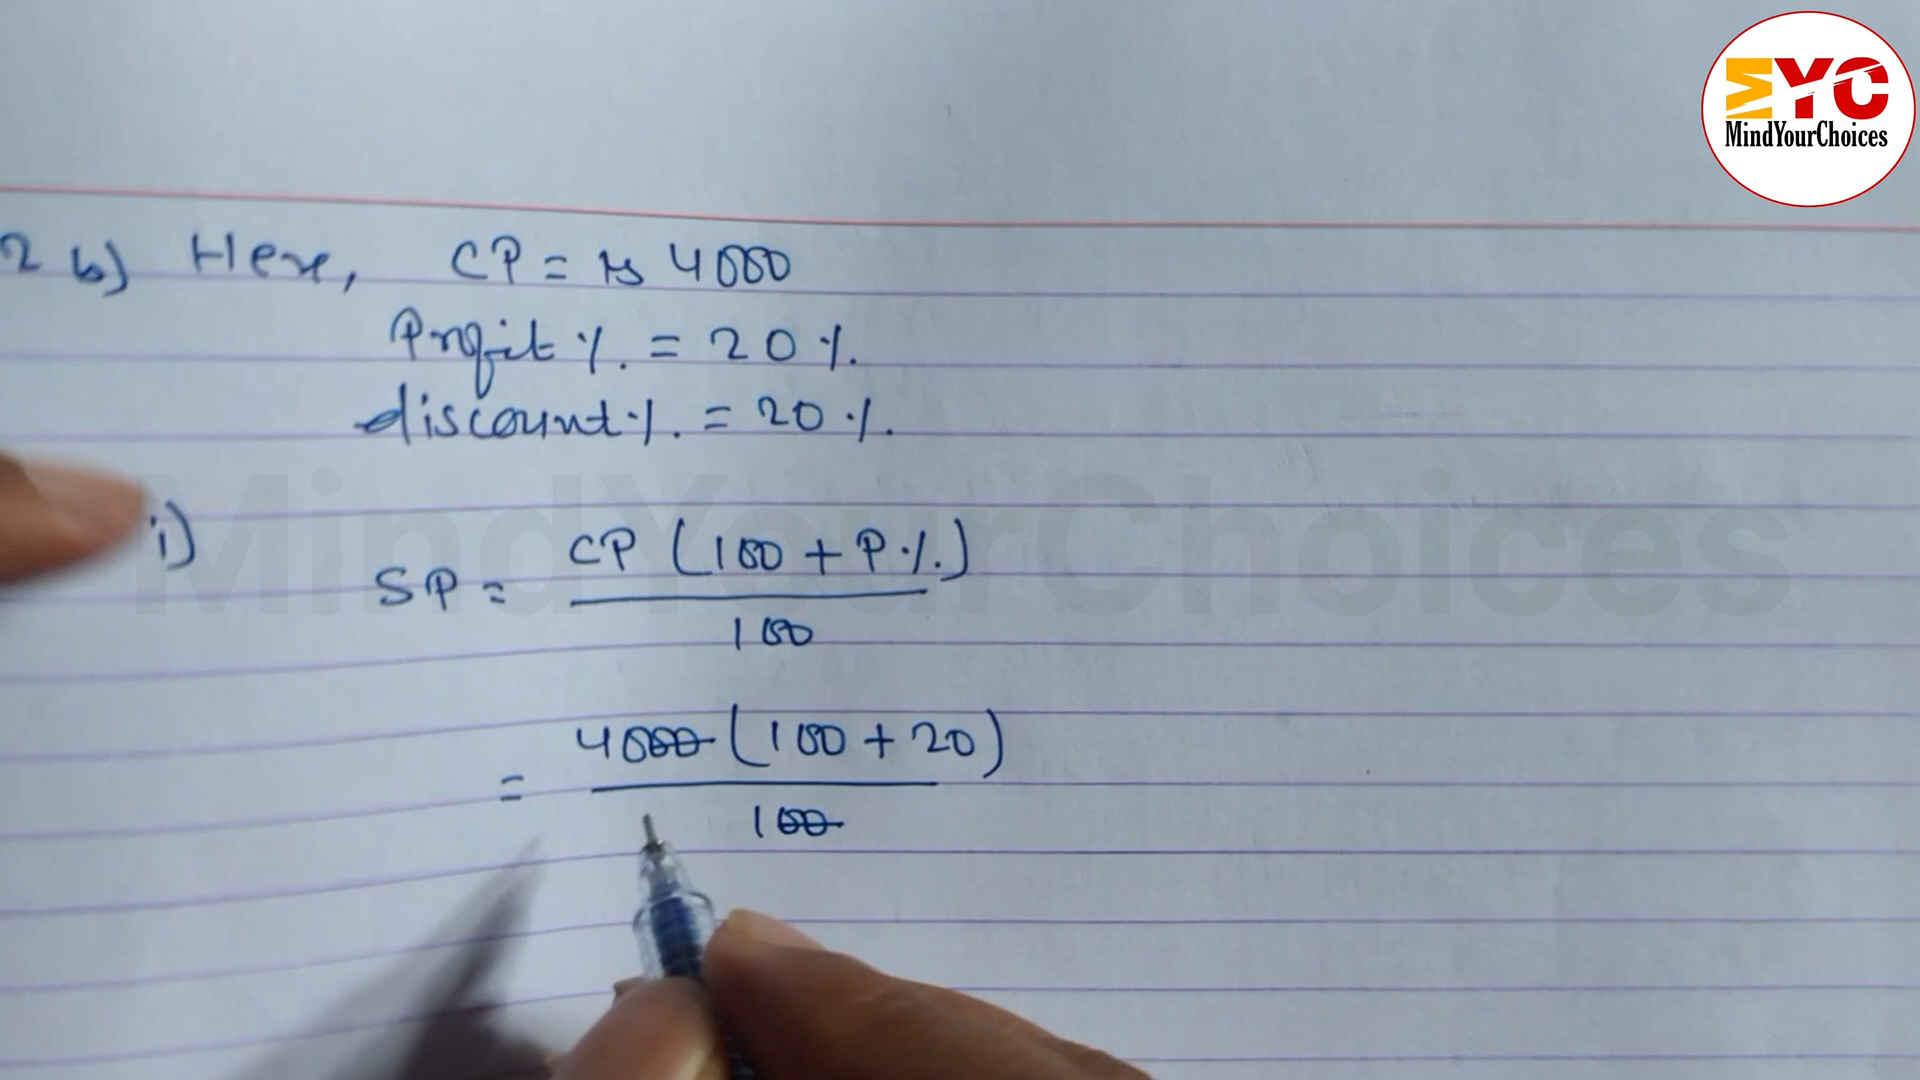 MYC
MindYourChoices
2 b) Here, CP = Rs 4000
Profit %. = 20 %.
discount %. = 20 %.
MindYourChoices
i)
SP = CP (100 + P %.)
100
= 4000 (100 + 20)
100